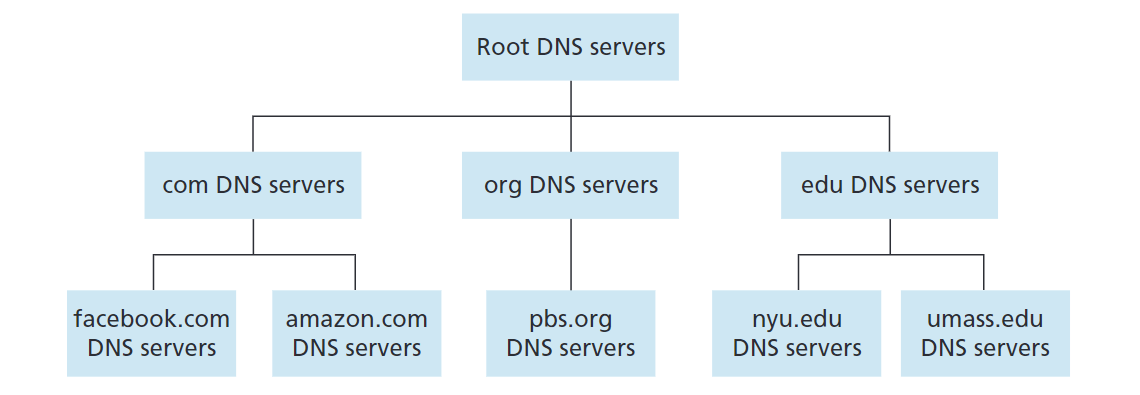 Root DNS servers
com DNS servers
org DNS servers
edu DNS servers
facebook.com
DNS servers
amazon.com
DNS servers
pbs.org
DNS servers
nyu.edu
DNS servers
umass.edu
DNS servers